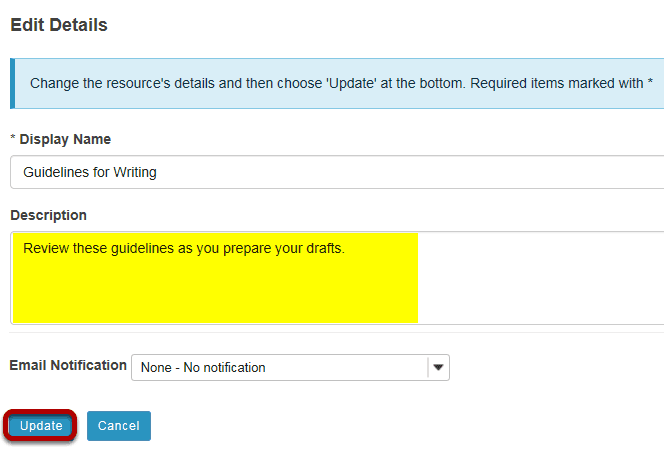 Edit Details
Change the resource's details and then choose 'Update' at the bottom. Required items marked with *
* Display Name
Guidelines for Writing
Description
Review these guidelines as you prepare your drafts.
Email Notification None - No notification
Update Cancel